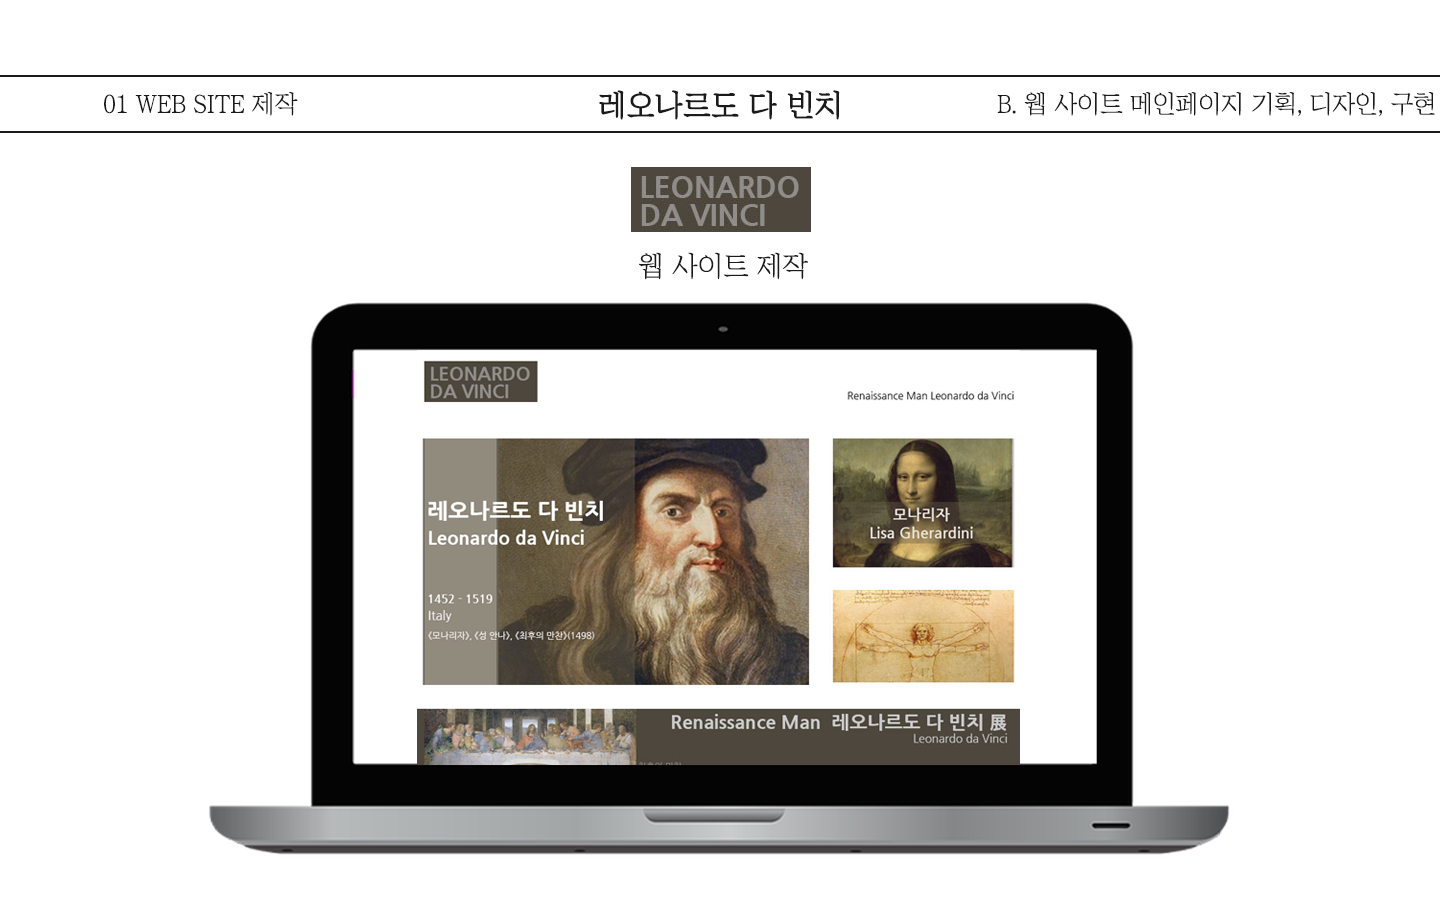 01 WEB SITE 제작
레오나르도 다 빈치
B. 웹 사이트 메인페이지 기획, 디자인, 구현
LEONARDO
DA VINCI
웹 사이트 제작
LEONARDO
DA VINCI
Renaissance Man Leonardo da Vinci
레오나르도 다 빈치
Leonardo da Vinci
1452 - 1519
Italy
《모나리자》, 《성 안나》, 《최후의 만찬》(1498)
모나리자
Lisa Gherardini
Renaissance Man 레오나르도 다 빈치 展
Leonardo da Vinci